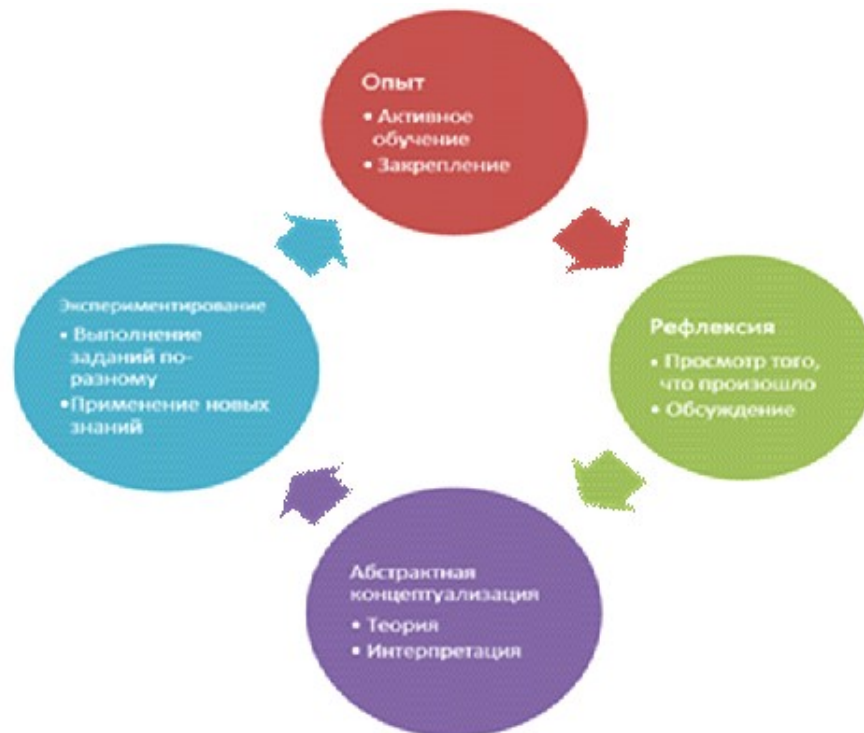 Опыт
• Активное
обучение
• Закрепление
Рефлексия
• Просмотр того,
что произошло
• Обсуждение
Абстрактная
концептуализация
• Теория
• Интерпретация
Экспериментирование
• Выполнение
заданий по-
разному
•Применение новых
знаний